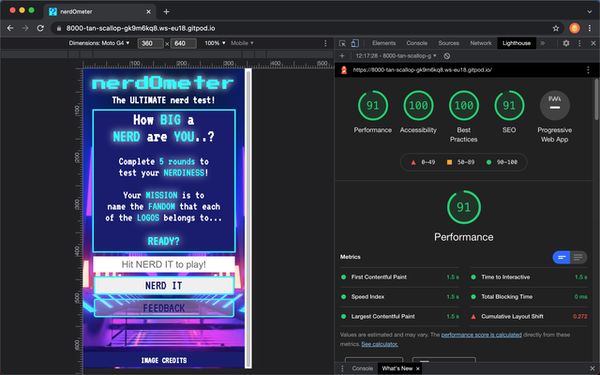 nerdOmeter
8000-tan-scallop-gk9m6kq8.ws-eu18.gitpod.io
Dimensions: Moto G4 360 × 640 100% Mobile
Elements Console Sources Network Lighthouse »
12:17:28 - 8000-tan-scallop-g
https://8000-tan-scallop-gk9m6kq8.ws-eu18.gitpod.io/
nerdOmeter
The ULTIMATE nerd test!
How BIG a
NERD are YOU..?
Complete 5 rounds to
test your NERDINESS!
Your MISSION is to
name the FANDOM that each
of the LOGOS belongs to...
READY?
Hit NERD IT to play!
NERD IT
FEEDBACK
IMAGE CREDITS
91 100 100 91
Performance Accessibility Best Practices SEO Progressive Web App
0–49 50–89 90–100
91
Performance
Metrics
First Contentful Paint 1.5 s Time to Interactive 1.5 s
Speed Index 1.5 s Total Blocking Time 0 ms
Largest Contentful Paint 1.5 s Cumulative Layout Shift 0.272
Values are estimated and may vary. The performance score is calculated directly from these
metrics. See calculator.
Console What's New ×